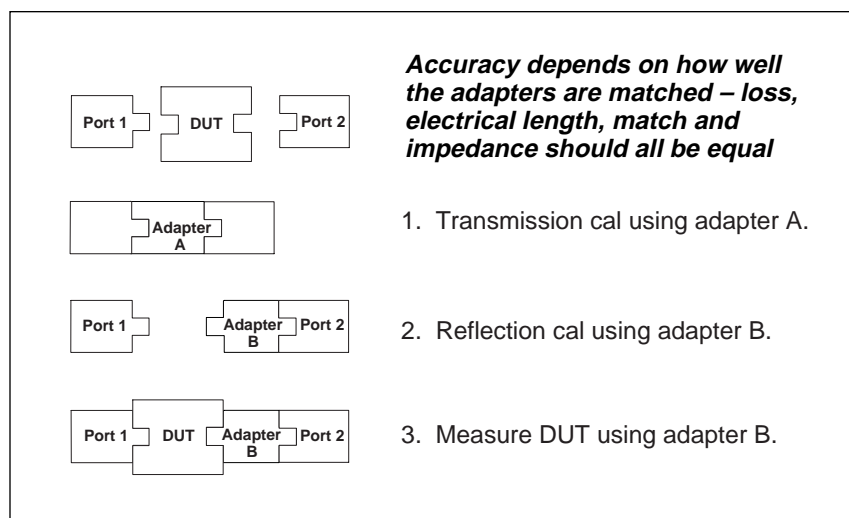 Accuracy depends on how well
the adapters are matched – loss,
electrical length, match and
impedance should all be equal
Port 1
DUT
Port 2
Adapter
A
1. Transmission cal using adapter A.
Port 1
Adapter
B
Port 2
2. Reflection cal using adapter B.
Port 1
DUT
Adapter
B
Port 2
3. Measure DUT using adapter B.